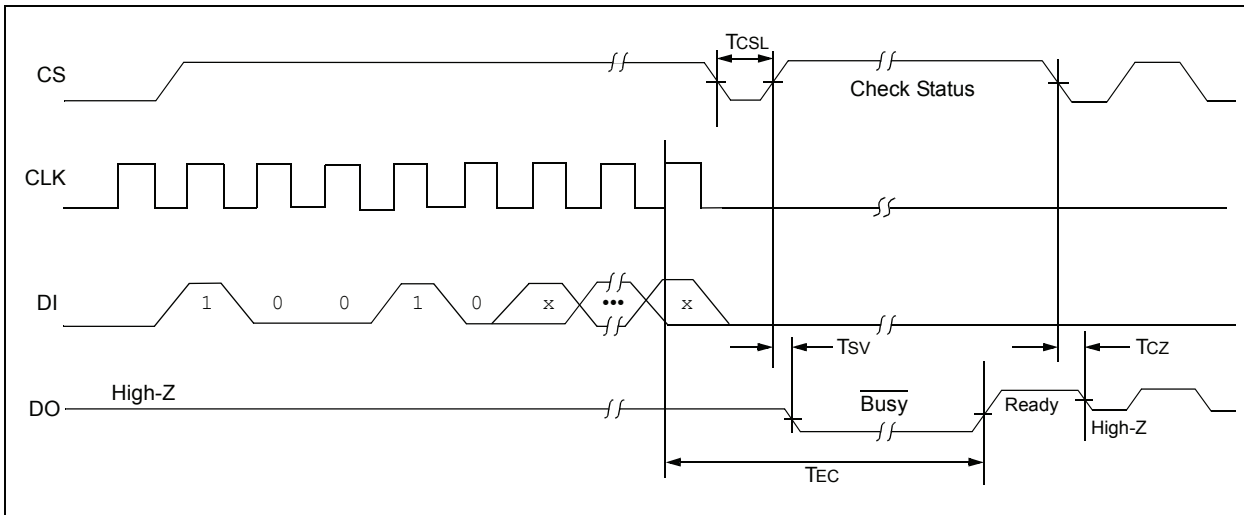 TCSL
CS
Check Status
CLK
DI 1 0 0 1 0 x ••• x
TSV
TCZ
High-Z
DO
Busy
Ready
High-Z
TEC